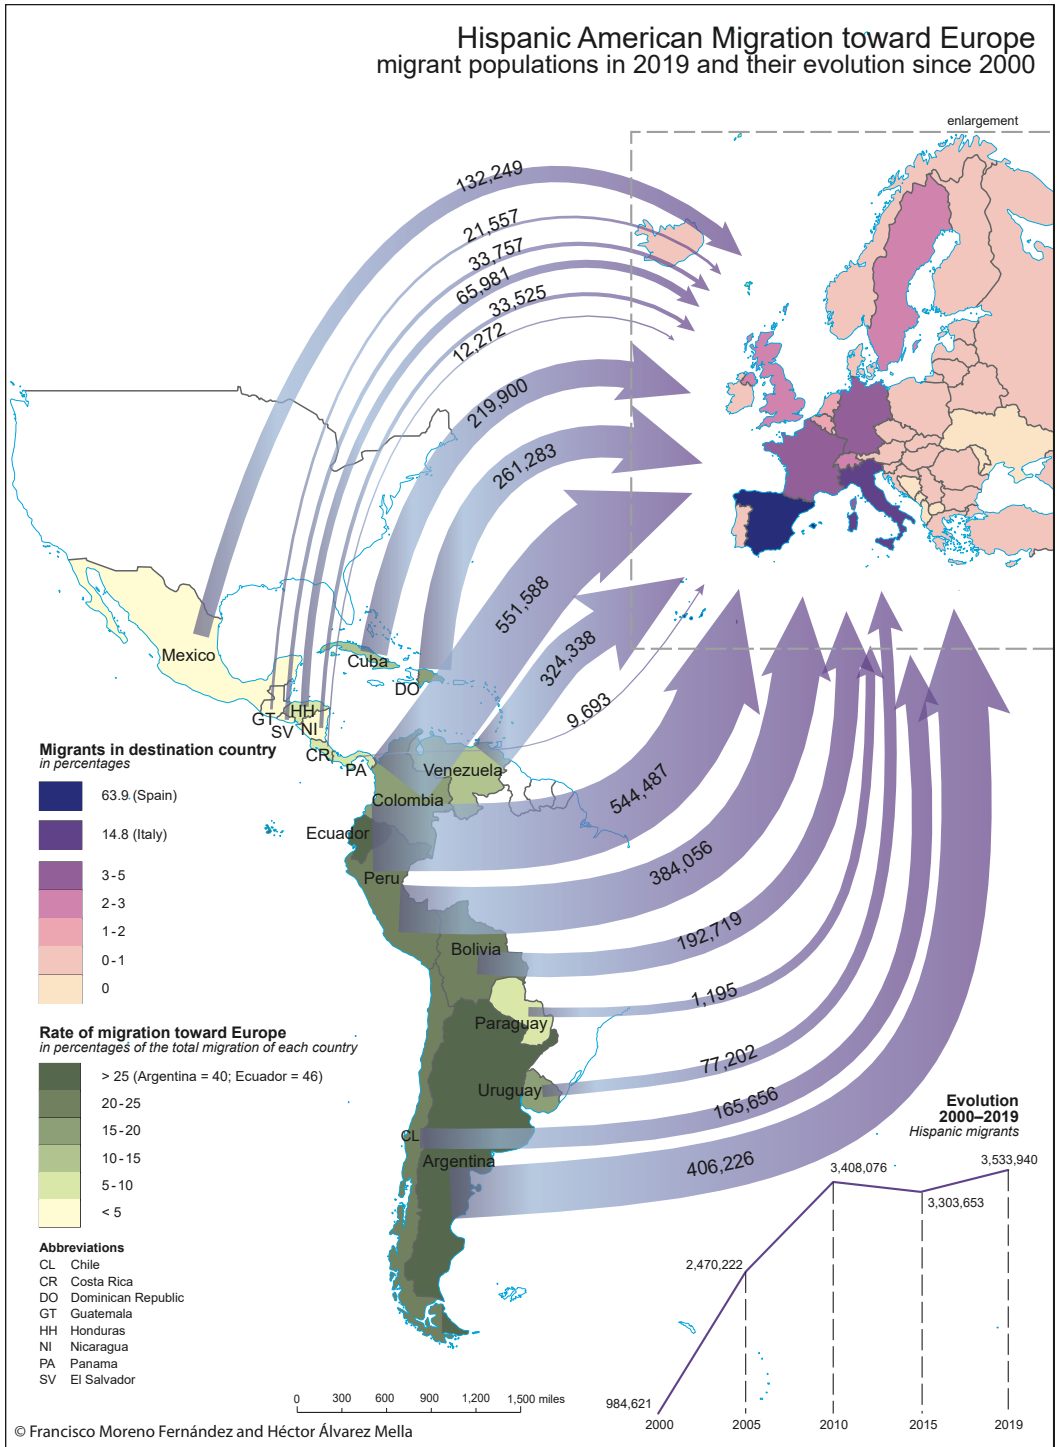 Hispanic American Migration toward Europe
migrant populations in 2019 and their evolution since 2000
enlargement
132,249
21,557
33,757
65,981
33,525
12,272
219,900
261,283
551,588
324,338
9,693
544,487
384,056
192,719
1,195
77,202
165,656
406,226
Mexico
Cuba
DO
GT
HH
SV
NI
CR
PA
Venezuela
Colombia
Ecuador
Peru
Bolivia
Paraguay
Uruguay
CL
Argentina
Migrants in destination country
in percentages
63.9 (Spain)
14.8 (Italy)
3-5
2-3
1-2
0-1
0
Rate of migration toward Europe
in percentages of the total migration of each country
> 25 (Argentina = 40; Ecuador = 46)
20-25
15-20
10-15
5-10
< 5
Abbreviations
CL Chile
CR Costa Rica
DO Dominican Republic
GT Guatemala
HH Honduras
NI Nicaragua
PA Panama
SV El Salvador
0 300 600 900 1,200 1,500 miles
Evolution
2000–2019
Hispanic migrants
984,621
2,470,222
3,408,076
3,303,653
3,533,940
2000 2005 2010 2015 2019
© Francisco Moreno Fernández and Héctor Álvarez Mella